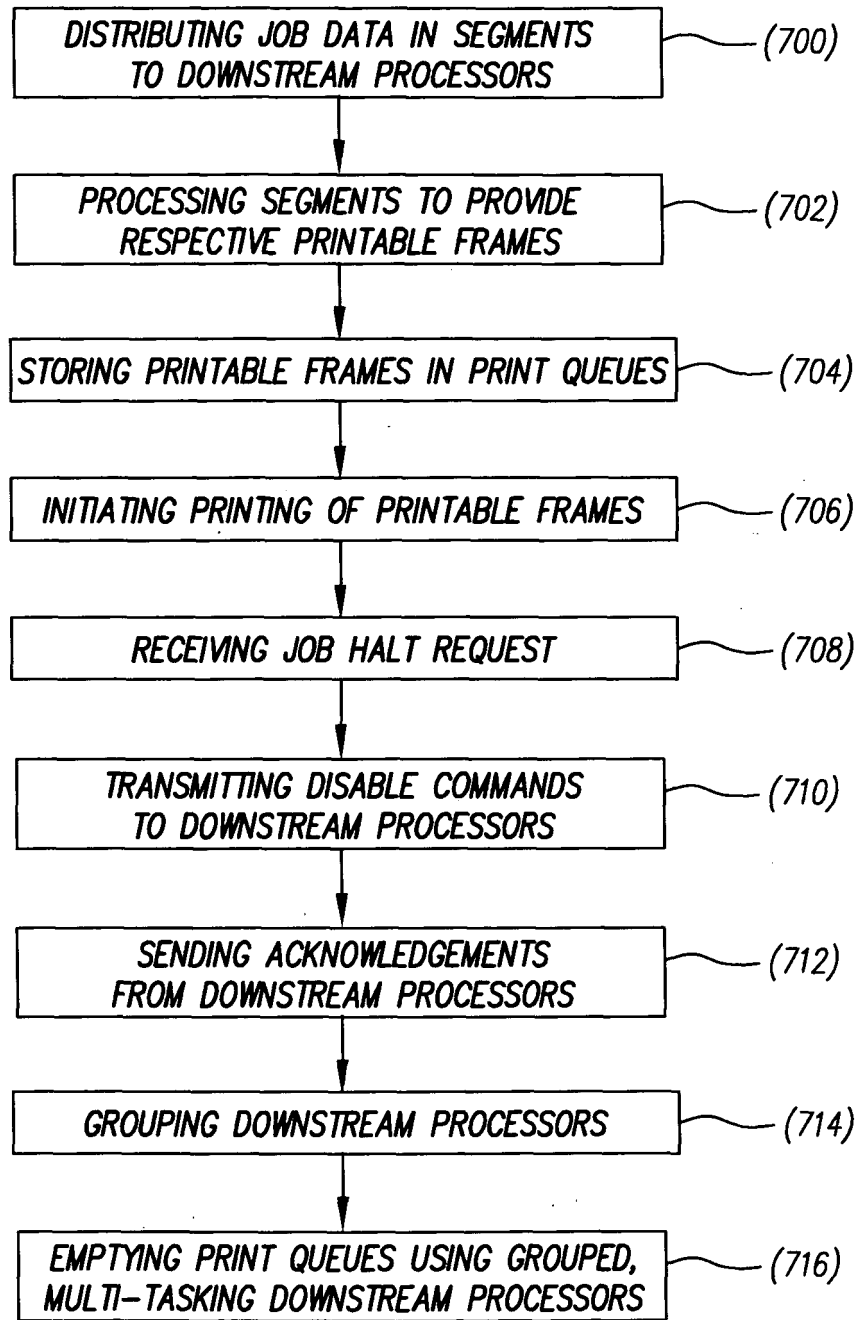 DISTRIBUTING JOB DATA IN SEGMENTS
TO DOWNSTREAM PROCESSORS
(700)
PROCESSING SEGMENTS TO PROVIDE
RESPECTIVE PRINTABLE FRAMES
(702)
STORING PRINTABLE FRAMES IN PRINT QUEUES
(704)
INITIATING PRINTING OF PRINTABLE FRAMES
(706)
RECEIVING JOB HALT REQUEST
(708)
TRANSMITTING DISABLE COMMANDS
TO DOWNSTREAM PROCESSORS
(710)
SENDING ACKNOWLEDGEMENTS
FROM DOWNSTREAM PROCESSORS
(712)
GROUPING DOWNSTREAM PROCESSORS
(714)
EMPTYING PRINT QUEUES USING GROUPED,
MULTI-TASKING DOWNSTREAM PROCESSORS
(716)